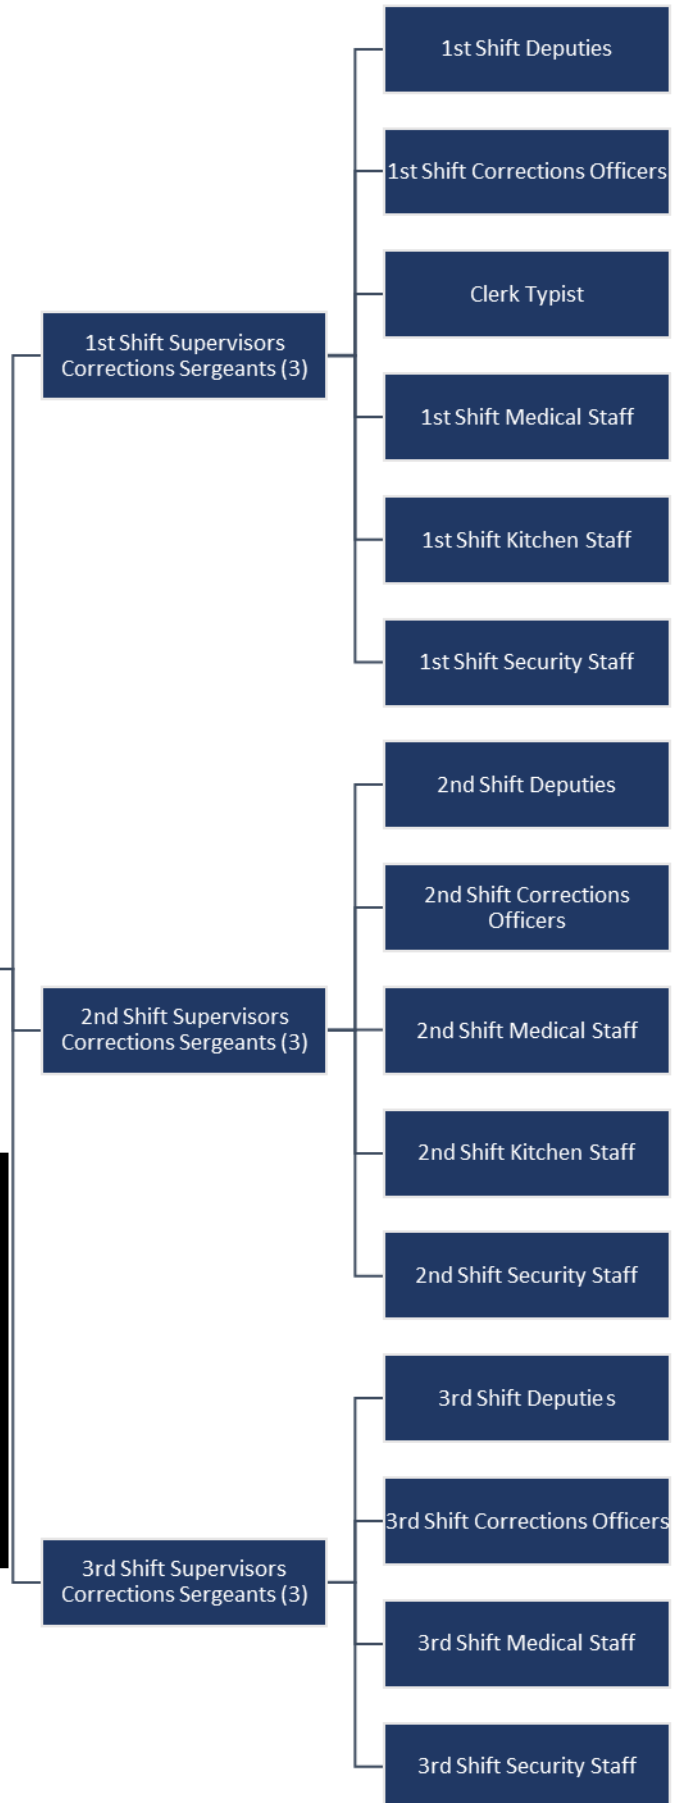 1st Shift Deputies
1st Shift Corrections Officers
Clerk Typist
1st Shift Supervisors
Corrections Sergeants (3)
1st Shift Medical Staff
1st Shift Kitchen Staff
1st Shift Security Staff
2nd Shift Deputies
2nd Shift Corrections
Officers
2nd Shift Supervisors
Corrections Sergeants (3)
2nd Shift Medical Staff
2nd Shift Kitchen Staff
2nd Shift Security Staff
3rd Shift Deputies
3rd Shift Corrections Officers
3rd Shift Supervisors
Corrections Sergeants (3)
3rd Shift Medical Staff
3rd Shift Security Staff